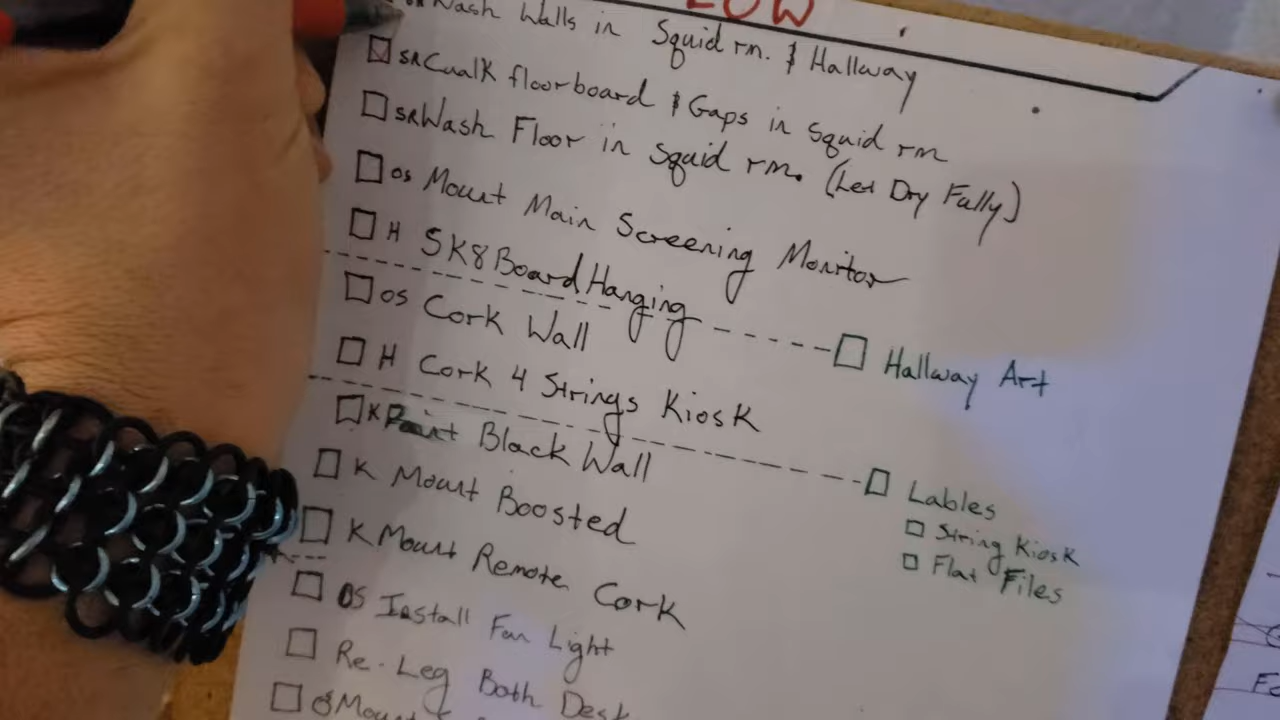 LOW
Wash Walls in Squid rm. & Hallway
SR Cualk floorboard & Gaps in Squid rm
SR Wash Floor in Squid rm. (Let Dry Fully)
OS Mount Main Screening Monitor
H SK8 Board Hanging
Hallway Art
OS Cork Wall
H Cork 4 Strings Kiosk
K Paint Black Wall
Lables
String Kiosk
Flat Files
K Mount Boosted
K Mount Remote Cork
OS Install Fan Light
Re-Leg Both Desk
Mount